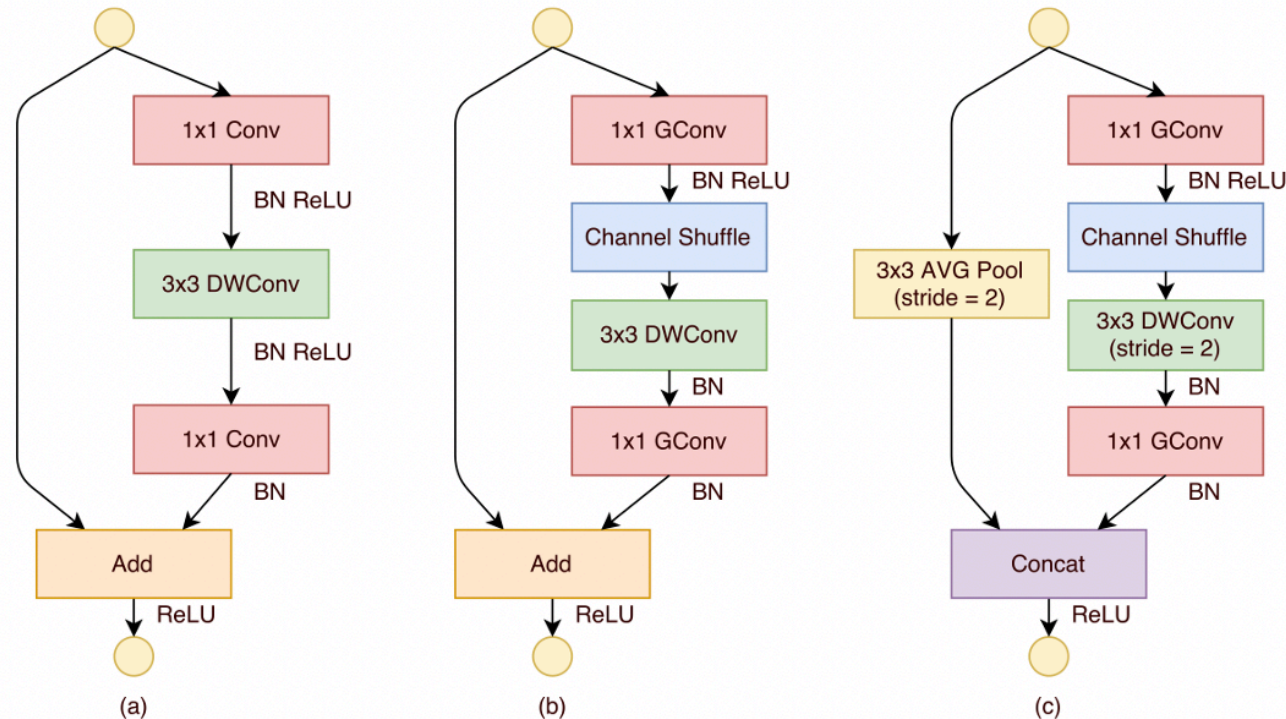 1x1 Conv
BN ReLU
3x3 DWConv
BN ReLU
1x1 Conv
BN
Add
ReLU
(a)
1x1 GConv
BN ReLU
Channel Shuffle
3x3 DWConv
BN
1x1 GConv
BN
Add
ReLU
(b)
1x1 GConv
BN ReLU
Channel Shuffle
3x3 AVG Pool
(stride = 2)
3x3 DWConv
(stride = 2)
BN
1x1 GConv
BN
Concat
ReLU
(c)